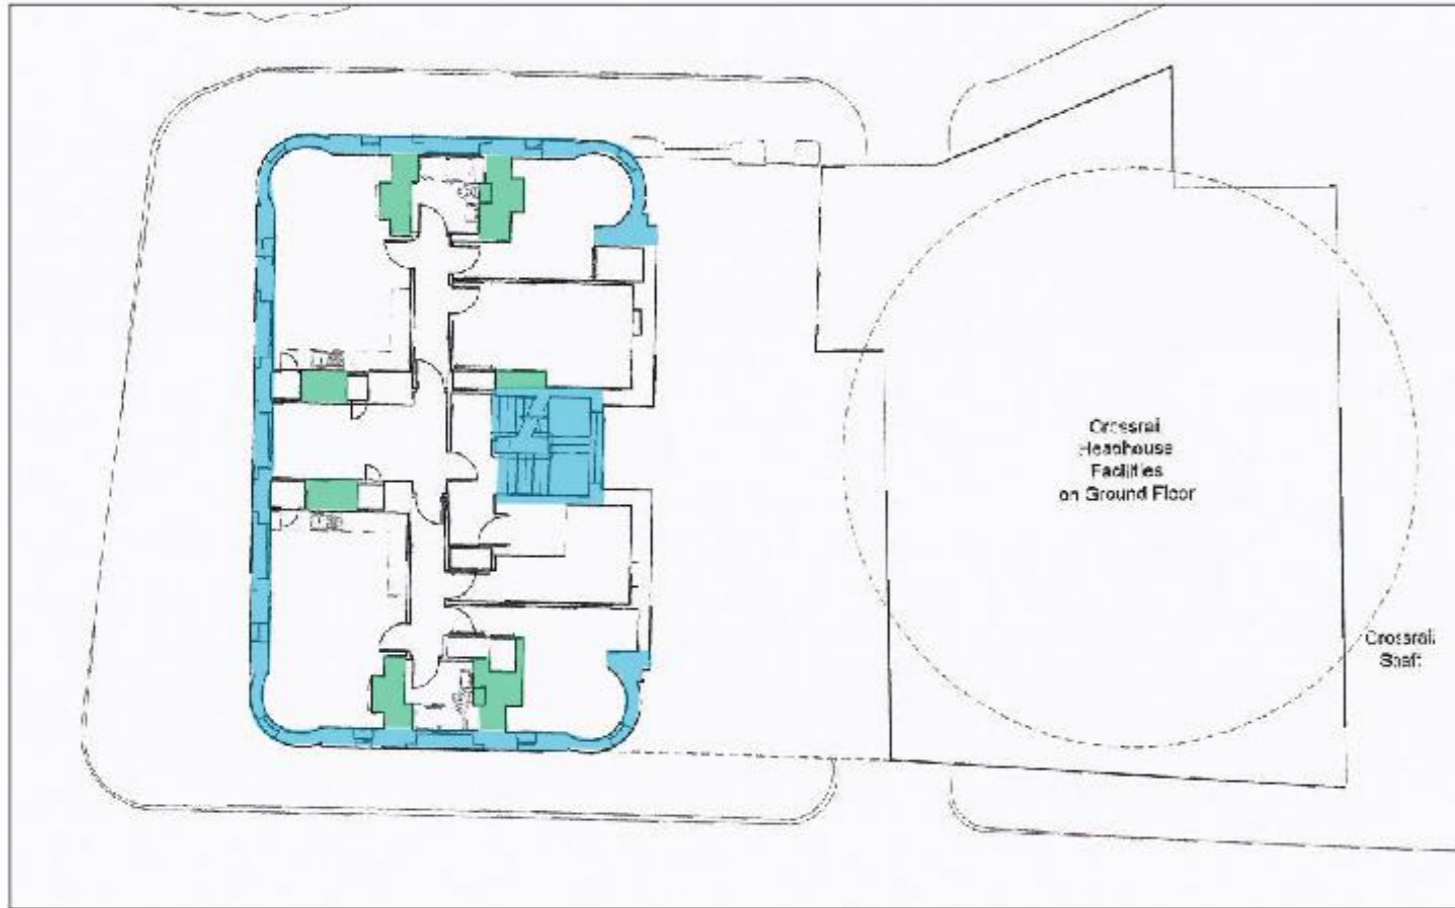 Crossrail
Headhouse
Facilities
on Ground Floor
Crossrail
Shaft